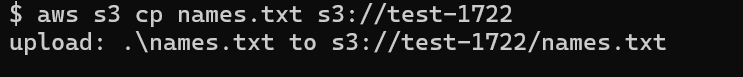 $ aws s3 cp names.txt s3://test-1722
upload: .\names.txt to s3://test-1722/names.txt